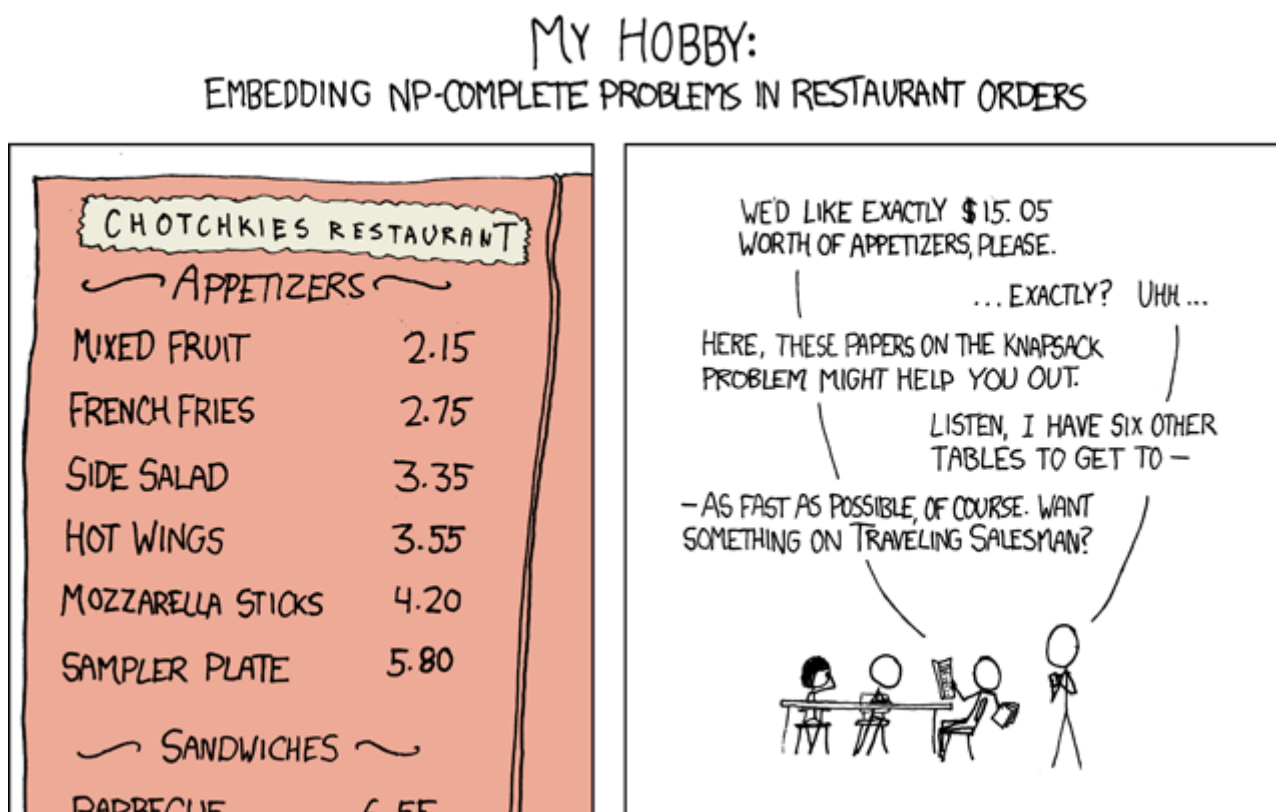 MY HOBBY:
EMBEDDING NP-COMPLETE PROBLEMS IN RESTAURANT ORDERS
CHOTCHKIES RESTAURANT
APPETIZERS
MIXED FRUIT 2.15
FRENCH FRIES 2.75
SIDE SALAD 3.35
HOT WINGS 3.55
MOZZARELLA STICKS 4.20
SAMPLER PLATE 5.80
SANDWICHES
BARBECUE 6.55
WE'D LIKE EXACTLY $15.05
WORTH OF APPETIZERS, PLEASE.
...EXACTLY? UHH...
HERE, THESE PAPERS ON THE KNAPSACK
PROBLEM MIGHT HELP YOU OUT.
LISTEN, I HAVE SIX OTHER
TABLES TO GET TO —
— AS FAST AS POSSIBLE, OF COURSE. WANT
SOMETHING ON TRAVELING SALESMAN?